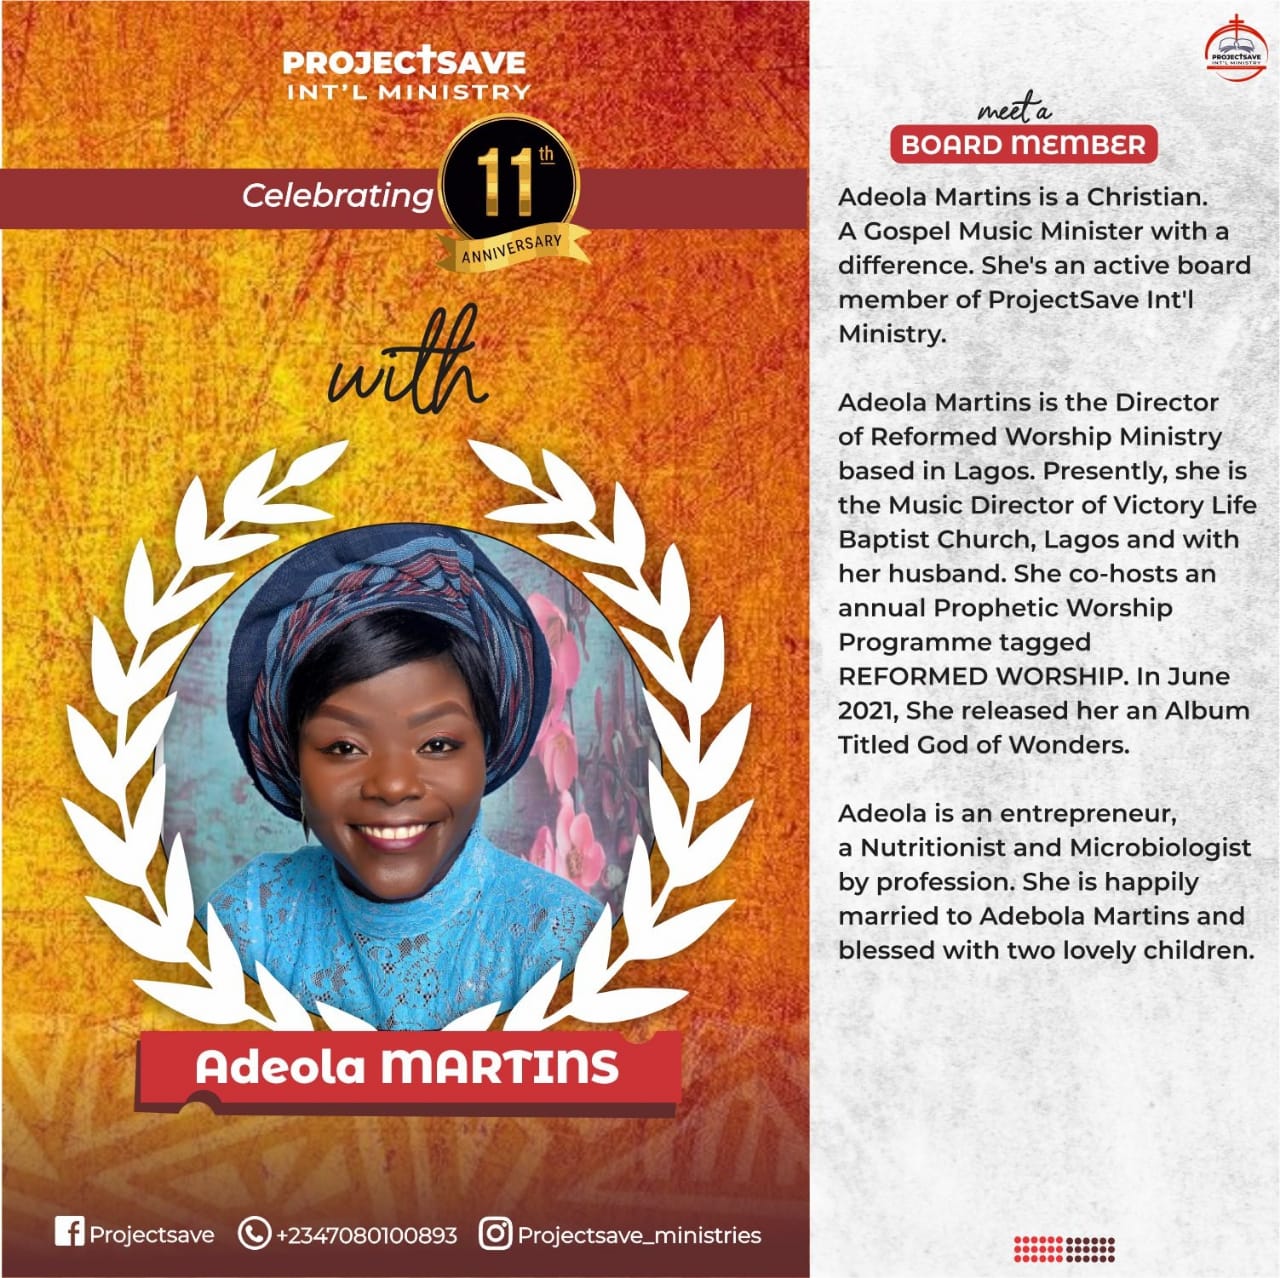 PROJECTSAVE
INT'L MINISTRY
Celebrating
11th
ANNIVERSARY
with
Adeola MARTINS
Projectsave
+2347080100893
Projectsave_ministries
PROJECTSAVE
INT'L MINISTRY
meet a
BOARD MEMBER
Adeola Martins is a Christian.
A Gospel Music Minister with a
difference. She's an active board
member of ProjectSave Int'l
Ministry.
Adeola Martins is the Director
of Reformed Worship Ministry
based in Lagos. Presently, she is
the Music Director of Victory Life
Baptist Church, Lagos and with
her husband. She co-hosts an
annual Prophetic Worship
Programme tagged
REFORMED WORSHIP. In June
2021, She released her an Album
Titled God of Wonders.
Adeola is an entrepreneur,
a Nutritionist and Microbiologist
by profession. She is happily
married to Adebola Martins and
blessed with two lovely children.